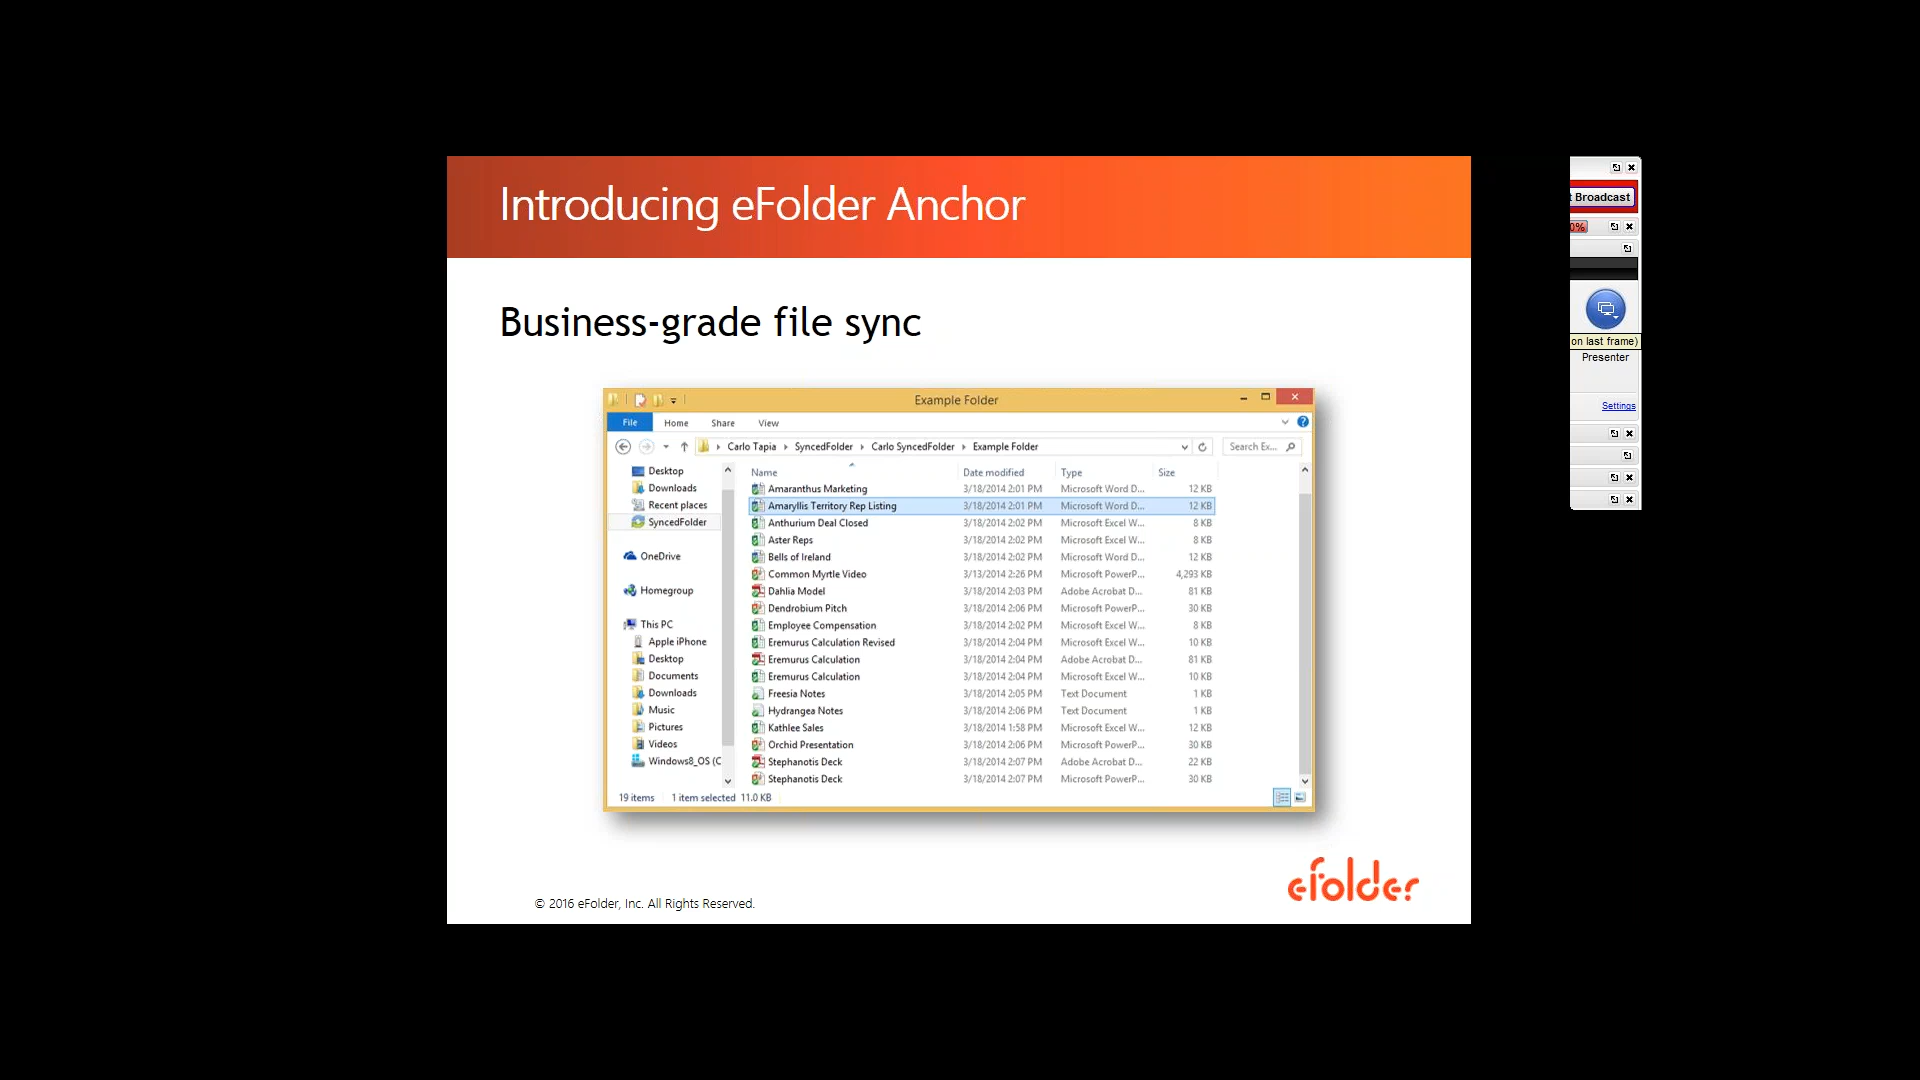 Introducing eFolder Anchor
Business-grade file sync
Example Folder
File Home Share View
Carlo Tapia SyncedFolder Carlo SyncedFolder Example Folder Search Ex...
Desktop
Downloads
Recent places
SyncedFolder
OneDrive
Homegroup
This PC
Apple iPhone
Desktop
Documents
Downloads
Music
Pictures
Videos
Windows8_OS (C
Name Date modified Type Size
Amaranthus Marketing 3/18/2014 2:01 PM Microsoft Word D... 12 KB
Amaryllis Territory Rep Listing 3/18/2014 2:01 PM Microsoft Word D... 12 KB
Anthurium Deal Closed 3/18/2014 2:02 PM Microsoft Excel W... 8 KB
Aster Reps 3/18/2014 2:02 PM Microsoft Excel W... 8 KB
Bells of Ireland 3/18/2014 2:02 PM Microsoft Word D... 12 KB
Common Myrtle Video 3/13/2014 2:26 PM Microsoft PowerP... 4,293 KB
Dahlia Model 3/18/2014 2:03 PM Adobe Acrobat D... 81 KB
Dendrobium Pitch 3/18/2014 2:06 PM Microsoft PowerP... 30 KB
Employee Compensation 3/18/2014 2:02 PM Microsoft Excel W... 8 KB
Eremurus Calculation Revised 3/18/2014 2:04 PM Microsoft Excel W... 10 KB
Eremurus Calculation 3/18/2014 2:04 PM Adobe Acrobat D... 81 KB
Eremurus Calculation 3/18/2014 2:04 PM Microsoft Excel W... 10 KB
Freesia Notes 3/18/2014 2:05 PM Text Document 1 KB
Hydrangea Notes 3/18/2014 2:06 PM Text Document 1 KB
Kathlee Sales 3/18/2014 1:58 PM Microsoft Excel W... 12 KB
Orchid Presentation 3/18/2014 2:06 PM Microsoft PowerP... 30 KB
Stephanotis Deck 3/18/2014 2:07 PM Adobe Acrobat D... 22 KB
Stephanotis Deck 3/18/2014 2:07 PM Microsoft PowerP... 30 KB
19 items 1 item selected 11.0 KB
© 2016 eFolder, Inc. All Rights Reserved.
efolder
t Broadcast
0%
on last frame)
Presenter
Settings